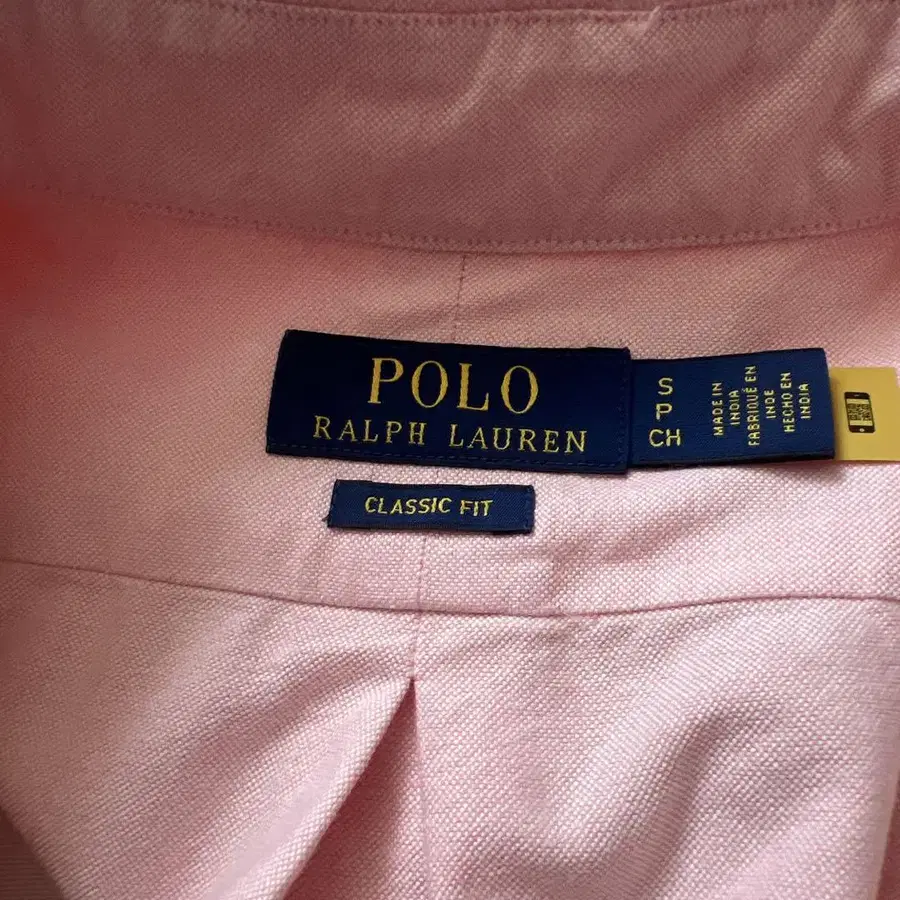 POLO
RALPH LAUREN
S
P
CH
MADE IN
INDIA
FABRIQUÉ EN
INDE
HECHO EN
INDIA
CLASSIC FIT